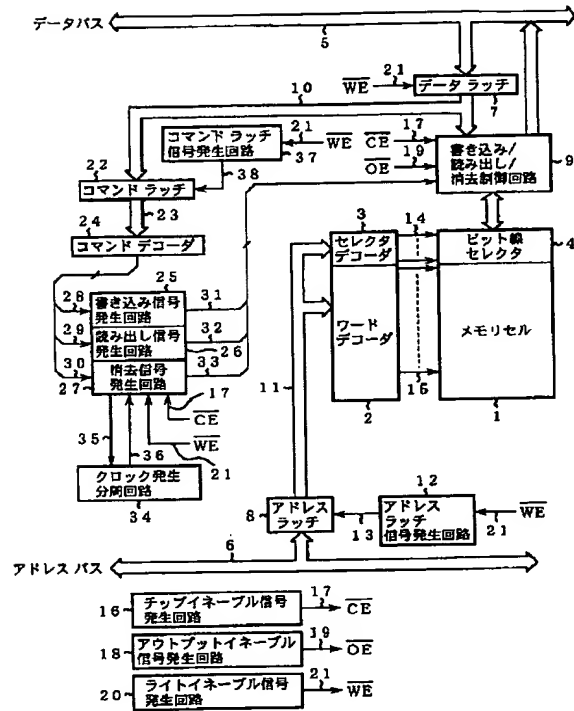 データバス
5
10
WE
21
データラッチ
7
コマンドラッチ
信号発生回路
21
WE
37
38
17
CE
19
OE
書き込み/
読み出し/
消去制御回路
9
22
コマンドラッチ
24
23
コマンドデコーダ
3
セレクタ
デコーダ
14
ビット線
セレクタ
4
25
28
書き込み信号
発生回路
31
29
読み出し信号
発生回路
32
26
30
消去信号
発生回路
33
27
17
CE
35
36
WE
21
クロック発生
分周回路
34
11
ワード
デコーダ
2
15
メモリセル
1
8
アドレス
ラッチ
13
12
アドレス
ラッチ
信号発生回路
WE
21
6
アドレスバス
16
チップイネーブル信号
発生回路
17
CE
18
アウトプットイネーブル
信号発生回路
19
OE
20
ライトイネーブル信号
発生回路
21
WE